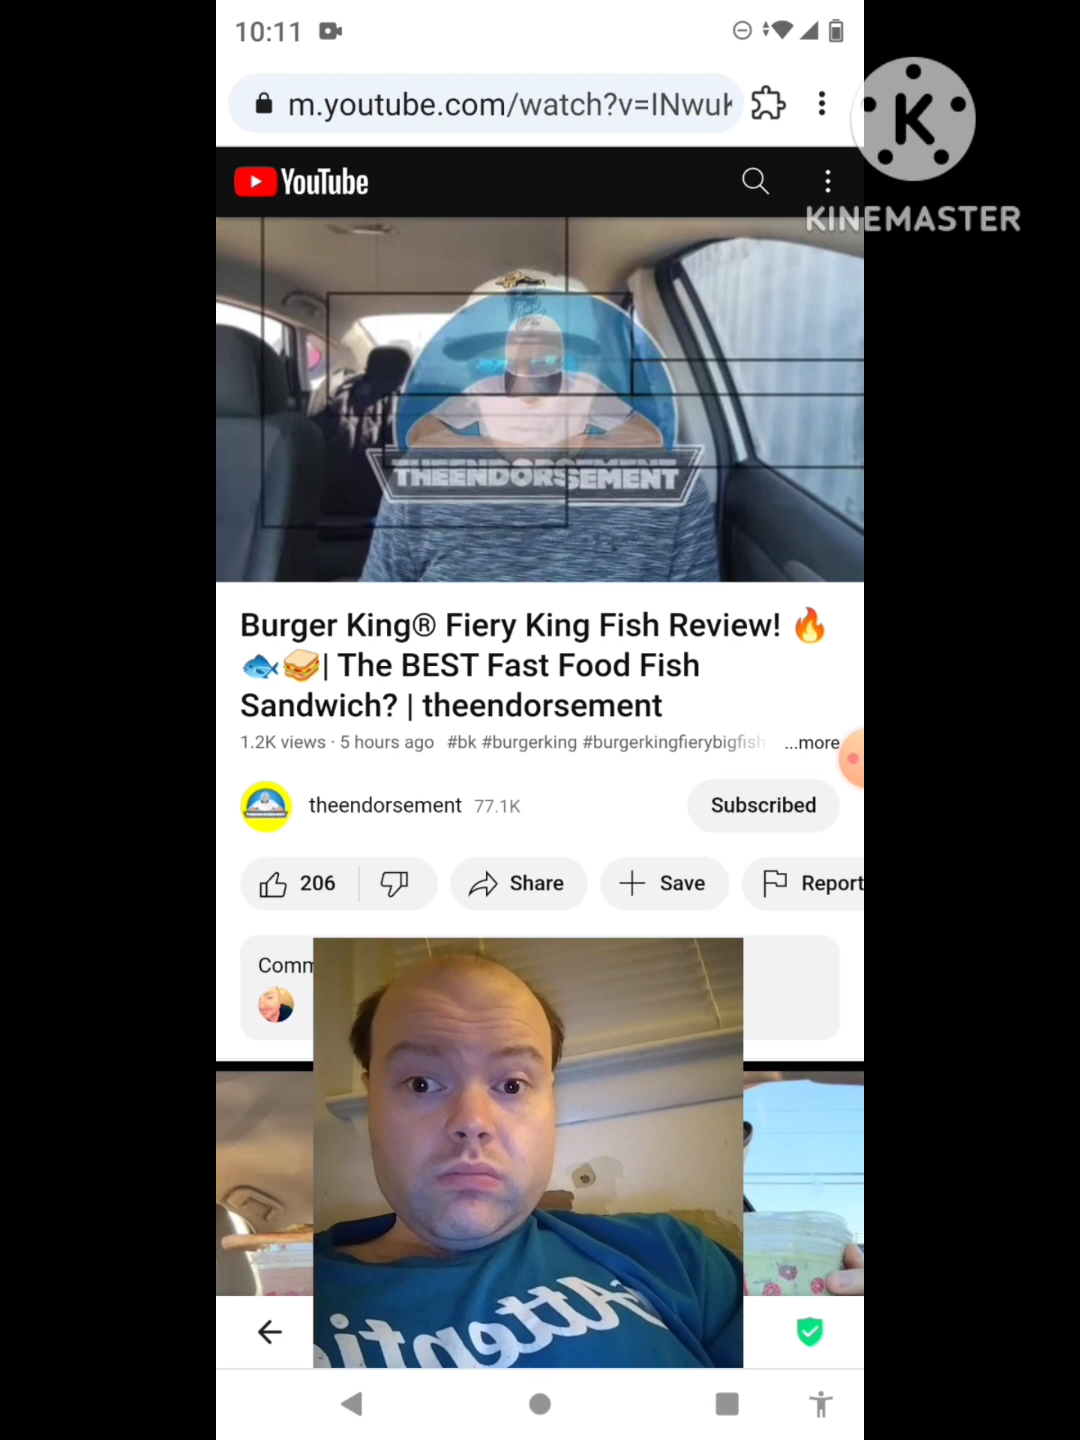 10:11
m.youtube.com/watch?v=INwuk
K
KINEMASTER
YouTube
THEENDORSEMENT
Burger King® Fiery King Fish Review! 🔥
🐟🥪| The BEST Fast Food Fish
Sandwich? | theendorsement
1.2K views · 5 hours ago #bk #burgerking #burgerkingfierybigfish ...more
theendorsement 77.1K Subscribed
206 Share + Save Report
Comm
Attenti